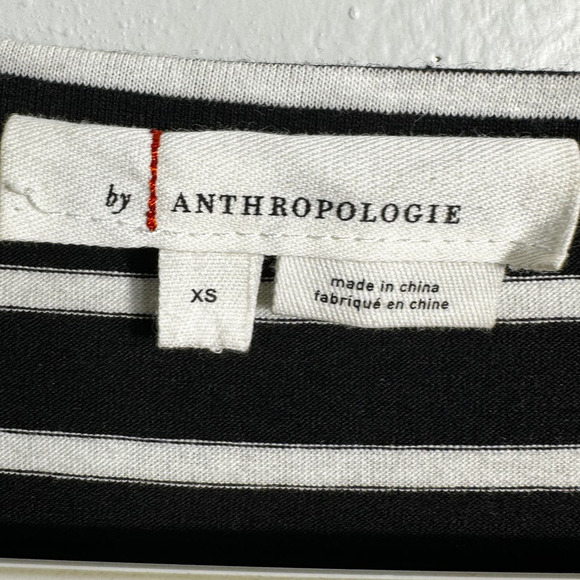 by ANTHROPOLOGIE
XS
made in china
fabriqué en chine